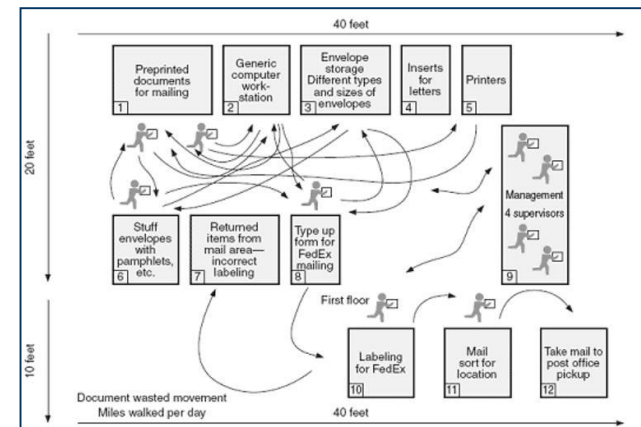 40 feet
20 feet
Preprinted
documents
for mailing
1
Generic
computer
work-
station
2
Envelope
storage
Different types
and sizes of
envelopes
3
Inserts
for
letters
4
Printers
5
Management
4 supervisors
9
Stuff
envelopes
with
pamphlets,
etc.
6
Returned
items from
mail area—
incorrect
labeling
7
Type up
form for
FedEx
mailing
8
First floor
10 feet
Labeling
for FedEx
10
Mail
sort for
location
11
Take mail to
post office
pickup
12
Document wasted movement
Miles walked per day
40 feet